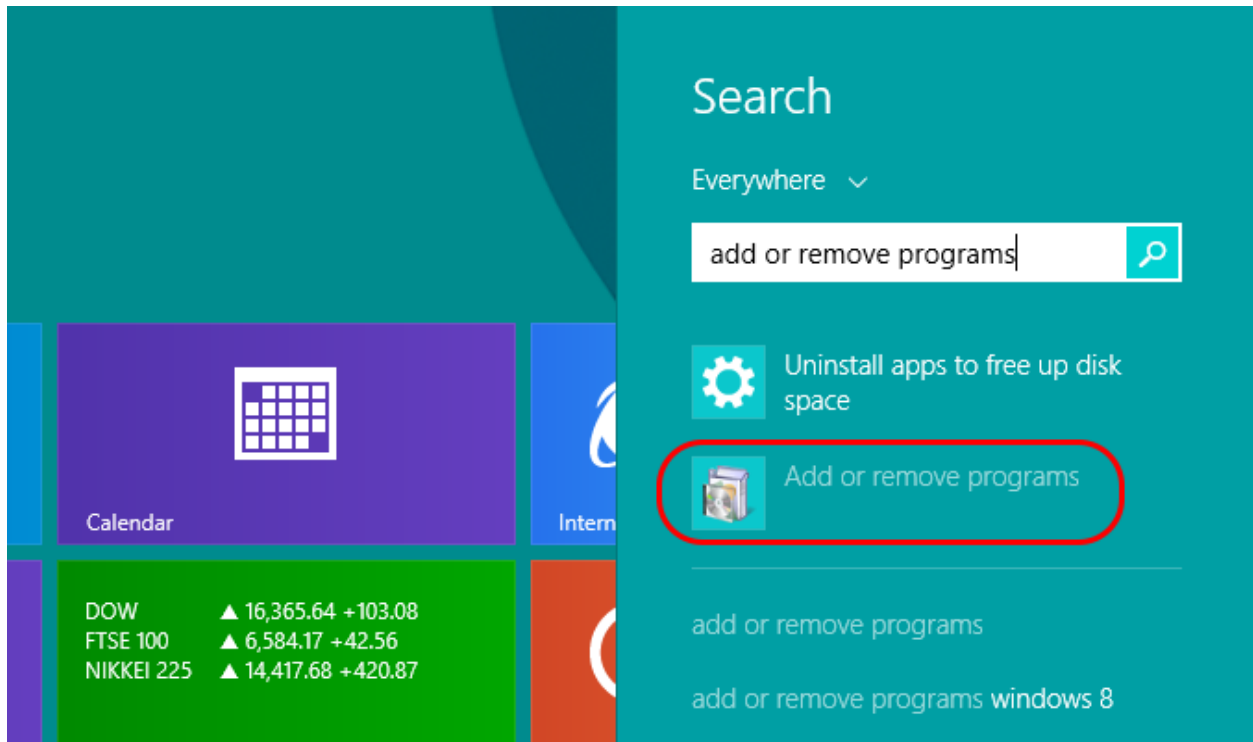 Search
Everywhere
add or remove programs
Uninstall apps to free up disk
space
Add or remove programs
add or remove programs
add or remove programs windows 8
Calendar
Intern
DOW ▲ 16,365.64 +103.08
FTSE 100 ▲ 6,584.17 +42.56
NIKKEI 225 ▲ 14,417.68 +420.87